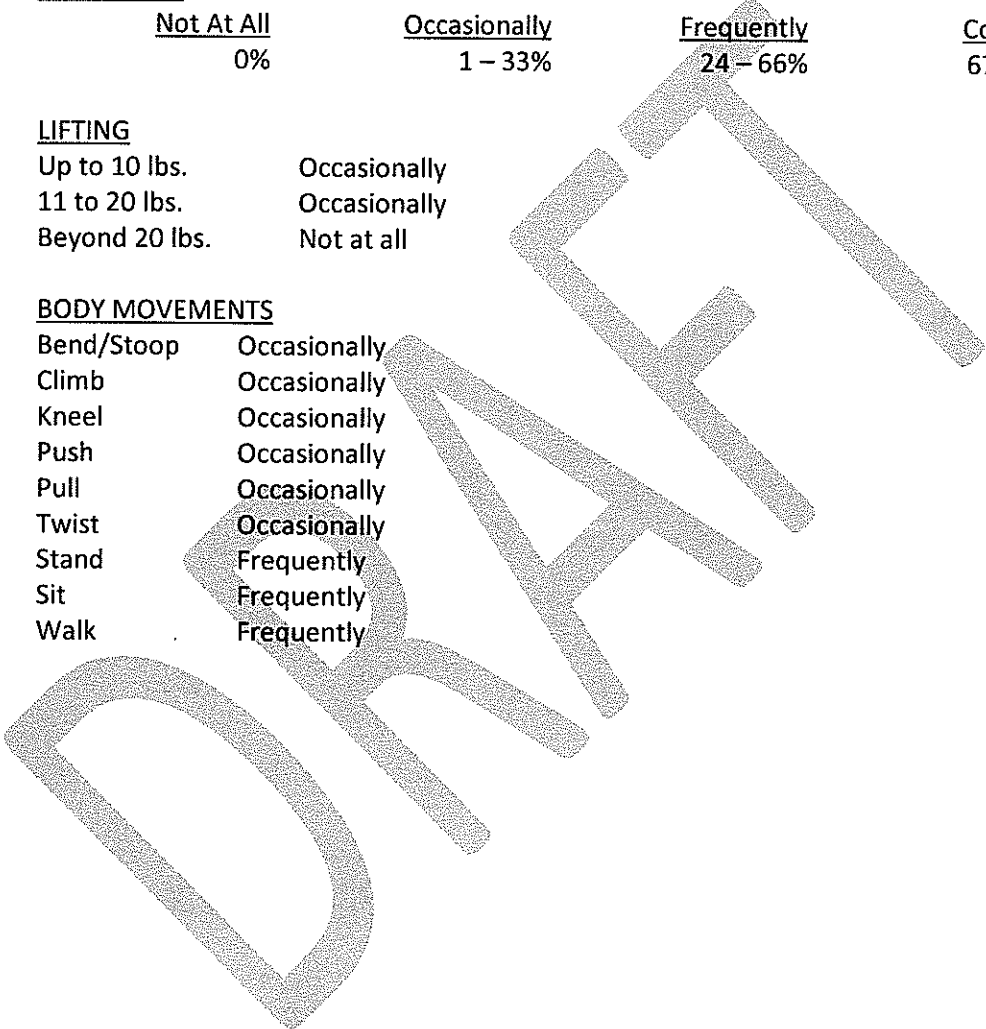 Not At All Occasionally Frequently
0% 1 – 33% 24 – 66%
LIFTING
Up to 10 lbs. Occasionally
11 to 20 lbs. Occasionally
Beyond 20 lbs. Not at all
BODY MOVEMENTS
Bend/Stoop Occasionally
Climb Occasionally
Kneel Occasionally
Push Occasionally
Pull Occasionally
Twist Occasionally
Stand Frequently
Sit Frequently
Walk Frequently
DRAFT